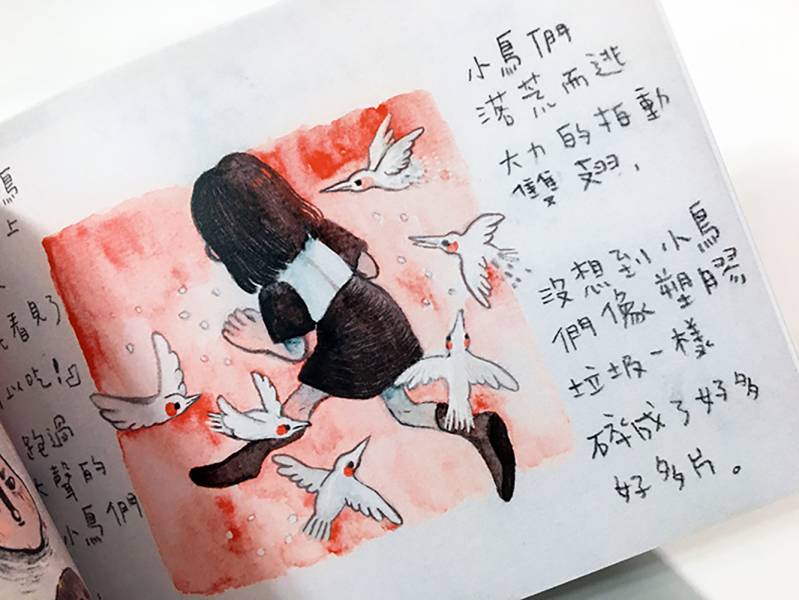 鳥
上
看見了
以吃!」
跑過
大聲的
小鳥們
小鳥們
落荒而逃
大力的拍動
雙翅,
沒想到小鳥
們像塑膠
垃圾一樣
碎成了好多
好多片。